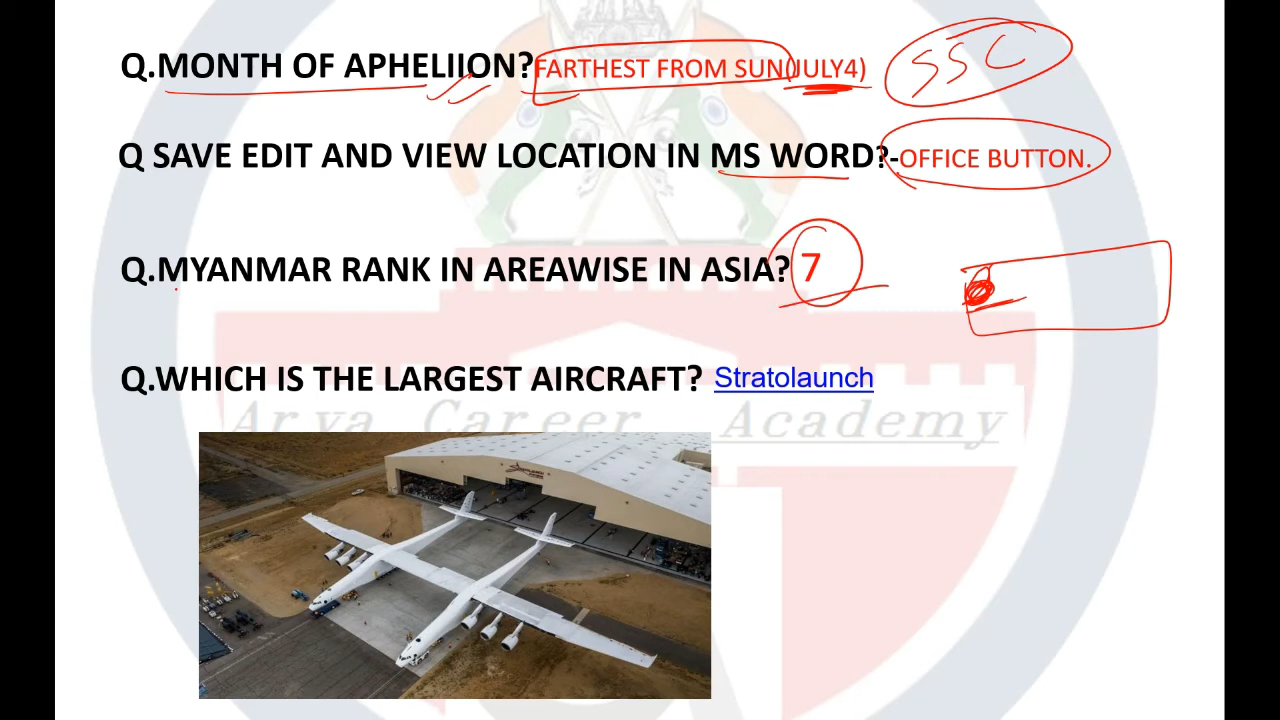 Q.MONTH OF APHELIION? FARTHEST FROM SUN(JULY4) SSC
Q SAVE EDIT AND VIEW LOCATION IN MS WORD?-OFFICE BUTTON.
Q.MYANMAR RANK IN AREAWISE IN ASIA? 7
Q.WHICH IS THE LARGEST AIRCRAFT? Stratolaunch
Arya Career Academy